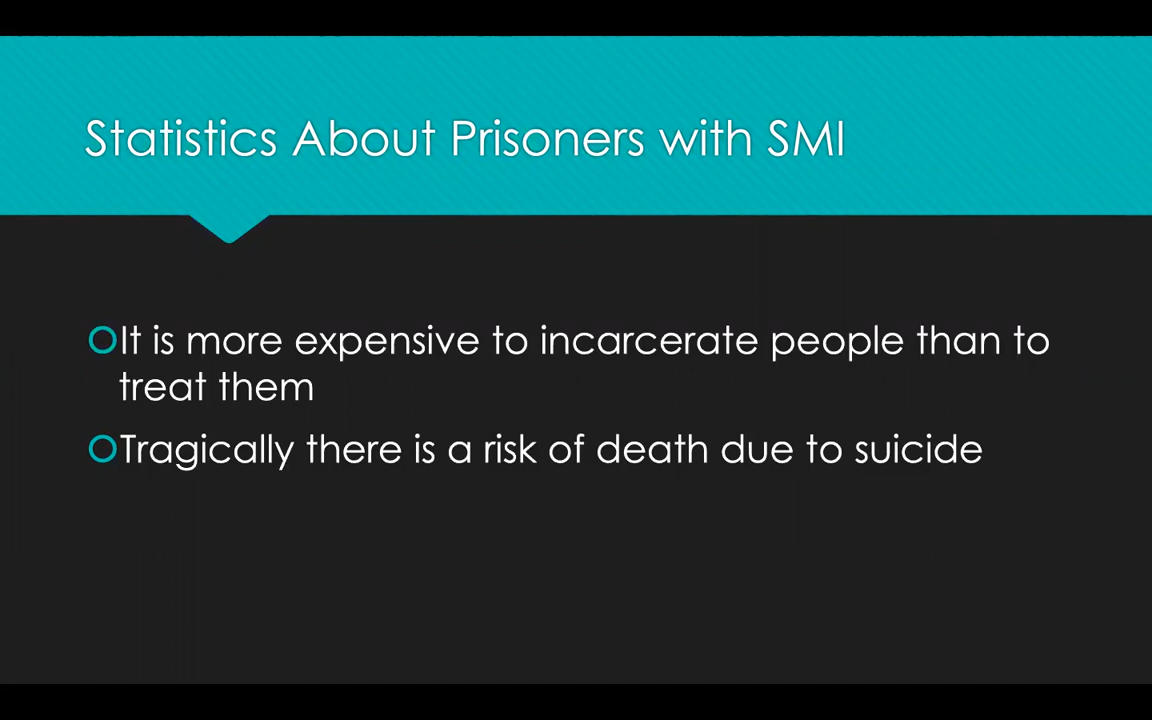 Statistics About Prisoners with SMI
It is more expensive to incarcerate people than to
treat them
Tragically there is a risk of death due to suicide